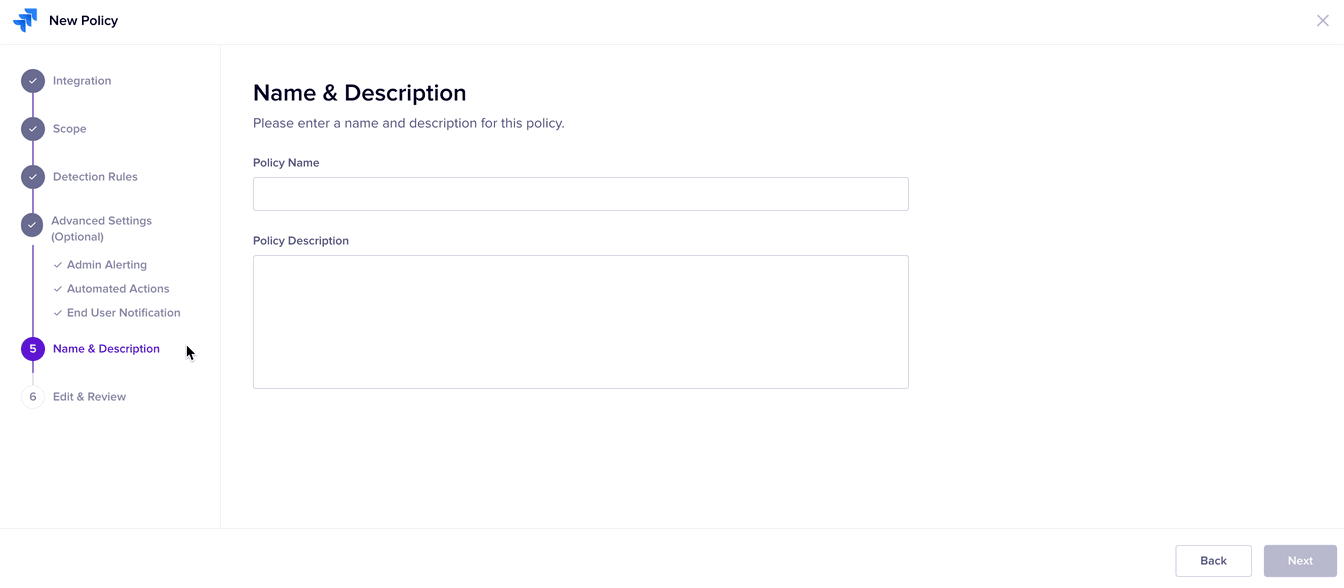 New Policy
Integration
Scope
Detection Rules
Advanced Settings
(Optional)
Admin Alerting
Automated Actions
End User Notification
5 Name & Description
6 Edit & Review
Name & Description
Please enter a name and description for this policy.
Policy Name
Policy Description
Back
Next